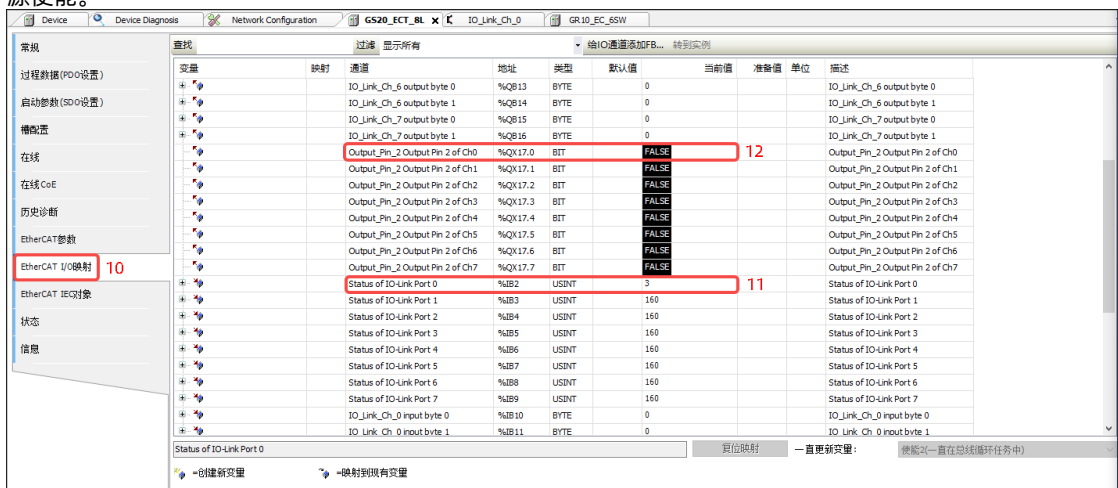 源使能。
Device Device Diagnosis Network Configuration GS20_ECT_8L x IO_Link_Ch_0 GR10_EC_6SW
常规
过程数据(PDO设置)
启动参数(SDO设置)
槽配置
在线
在线CoE
历史诊断
EtherCAT参数
EtherCAT I/O映射 10
EtherCAT IEC对象
状态
信息
查找 过滤 显示所有 给IO通道添加FB... 转到实例
变量 映射 通道 地址 类型 默认值 当前值 准备值 单位 描述
IO_Link_Ch_6 output byte 0 %QB13 BYTE 0 IO_Link_Ch_6 output byte 0
IO_Link_Ch_6 output byte 1 %QB14 BYTE 0 IO_Link_Ch_6 output byte 1
IO_Link_Ch_7 output byte 0 %QB15 BYTE 0 IO_Link_Ch_7 output byte 0
IO_Link_Ch_7 output byte 1 %QB16 BYTE 0 IO_Link_Ch_7 output byte 1
Output_Pin_2 Output Pin 2 of Ch0 %QX17.0 BIT FALSE 12 Output_Pin_2 Output Pin 2 of Ch0
Output_Pin_2 Output Pin 2 of Ch1 %QX17.1 BIT FALSE Output_Pin_2 Output Pin 2 of Ch1
Output_Pin_2 Output Pin 2 of Ch2 %QX17.2 BIT FALSE Output_Pin_2 Output Pin 2 of Ch2
Output_Pin_2 Output Pin 2 of Ch3 %QX17.3 BIT FALSE Output_Pin_2 Output Pin 2 of Ch3
Output_Pin_2 Output Pin 2 of Ch4 %QX17.4 BIT FALSE Output_Pin_2 Output Pin 2 of Ch4
Output_Pin_2 Output Pin 2 of Ch5 %QX17.5 BIT FALSE Output_Pin_2 Output Pin 2 of Ch5
Output_Pin_2 Output Pin 2 of Ch6 %QX17.6 BIT FALSE Output_Pin_2 Output Pin 2 of Ch6
Output_Pin_2 Output Pin 2 of Ch7 %QX17.7 BIT FALSE Output_Pin_2 Output Pin 2 of Ch7
Status of IO-Link Port 0 %IB2 USINT 3 11 Status of IO-Link Port 0
Status of IO-Link Port 1 %IB3 USINT 160 Status of IO-Link Port 1
Status of IO-Link Port 2 %IB4 USINT 160 Status of IO-Link Port 2
Status of IO-Link Port 3 %IB5 USINT 160 Status of IO-Link Port 3
Status of IO-Link Port 4 %IB6 USINT 160 Status of IO-Link Port 4
Status of IO-Link Port 5 %IB7 USINT 160 Status of IO-Link Port 5
Status of IO-Link Port 6 %IB8 USINT 160 Status of IO-Link Port 6
Status of IO-Link Port 7 %IB9 USINT 160 Status of IO-Link Port 7
IO_Link_Ch_0 input byte 0 %IB10 BYTE 0 IO_Link_Ch_0 input byte 0
IO_Link_Ch_0 input byte 1 %IB11 BYTE 0 IO_Link_Ch_0 input byte 1
Status of IO-Link Port 0 复位映射 一直更新变量: 使能2(一直在总线循环任务中)
=创建新变量 =映射到现有变量